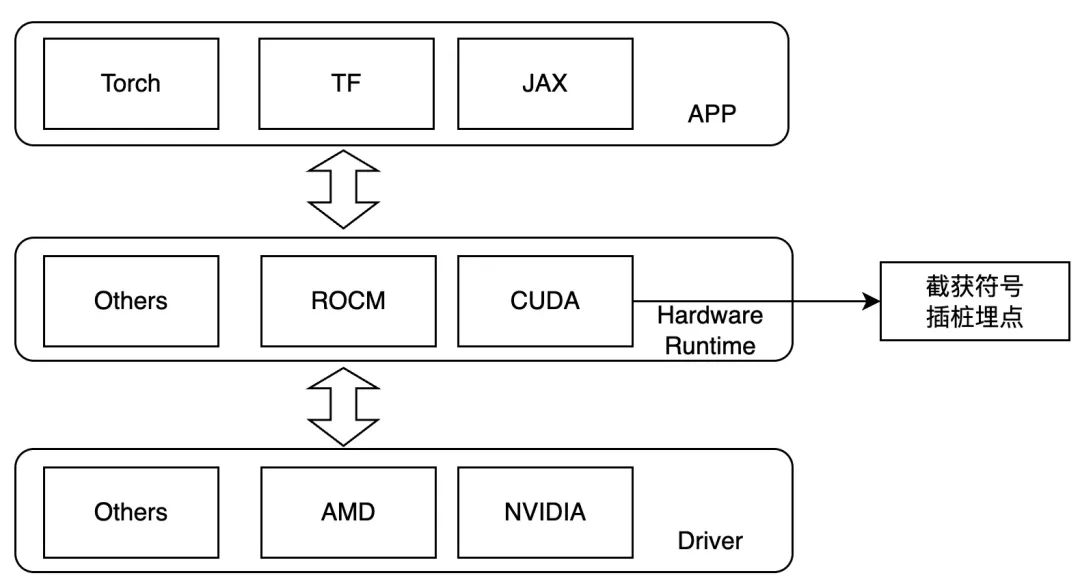 Torch
TF
JAX
APP
Others
ROCM
CUDA
Hardware
Runtime
截获符号
插桩埋点
Others
AMD
NVIDIA
Driver